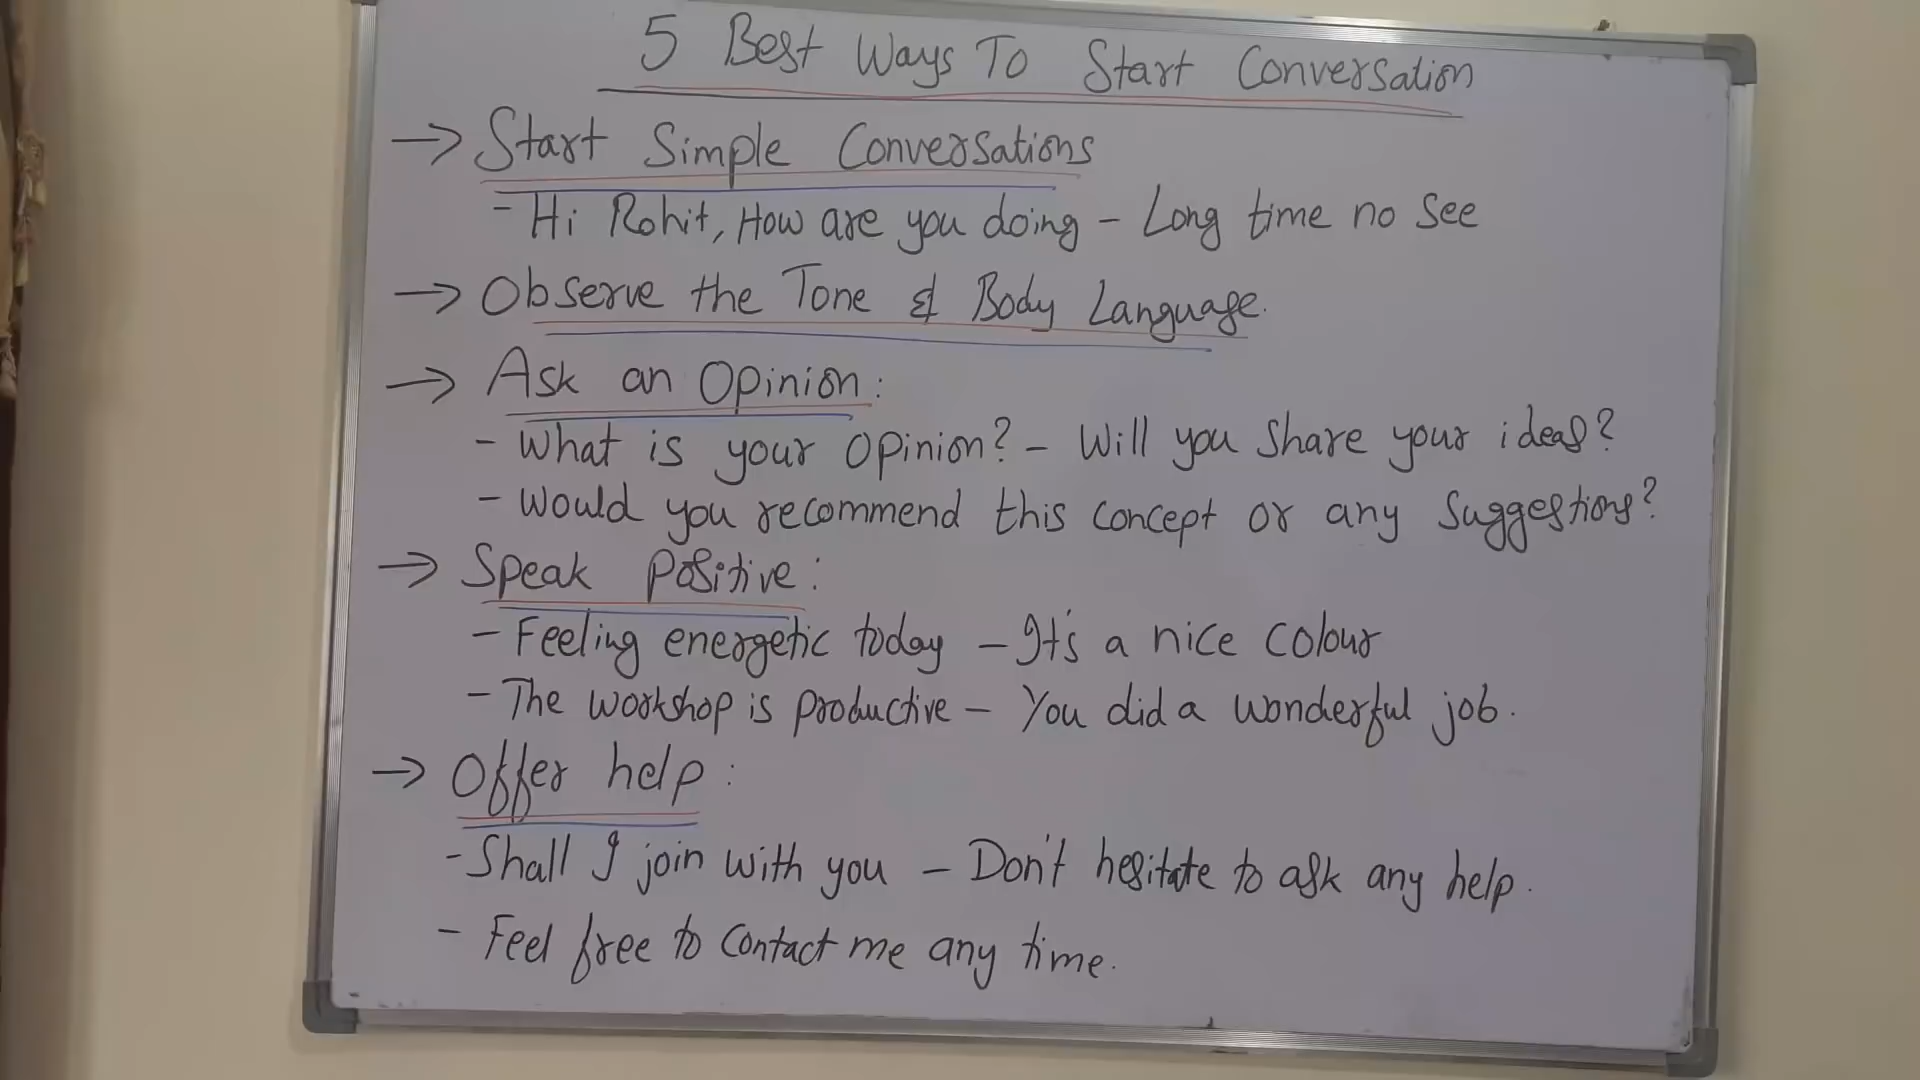 5 Best Ways To Start Conversation
→ Start Simple Conversations
- Hi Rohit, How are you doing - Long time no see
→ Observe the Tone & Body Language.
→ Ask an Opinion:
- What is your opinion? - Will you share your ideas?
- Would you recommend this concept or any suggestions?
→ Speak Positive:
- Feeling energetic today - It's a nice colour
- The workshop is productive - You did a wonderful job.
→ Offer help:
- Shall I join with you - Don't hesitate to ask any help.
- Feel free to contact me any time.